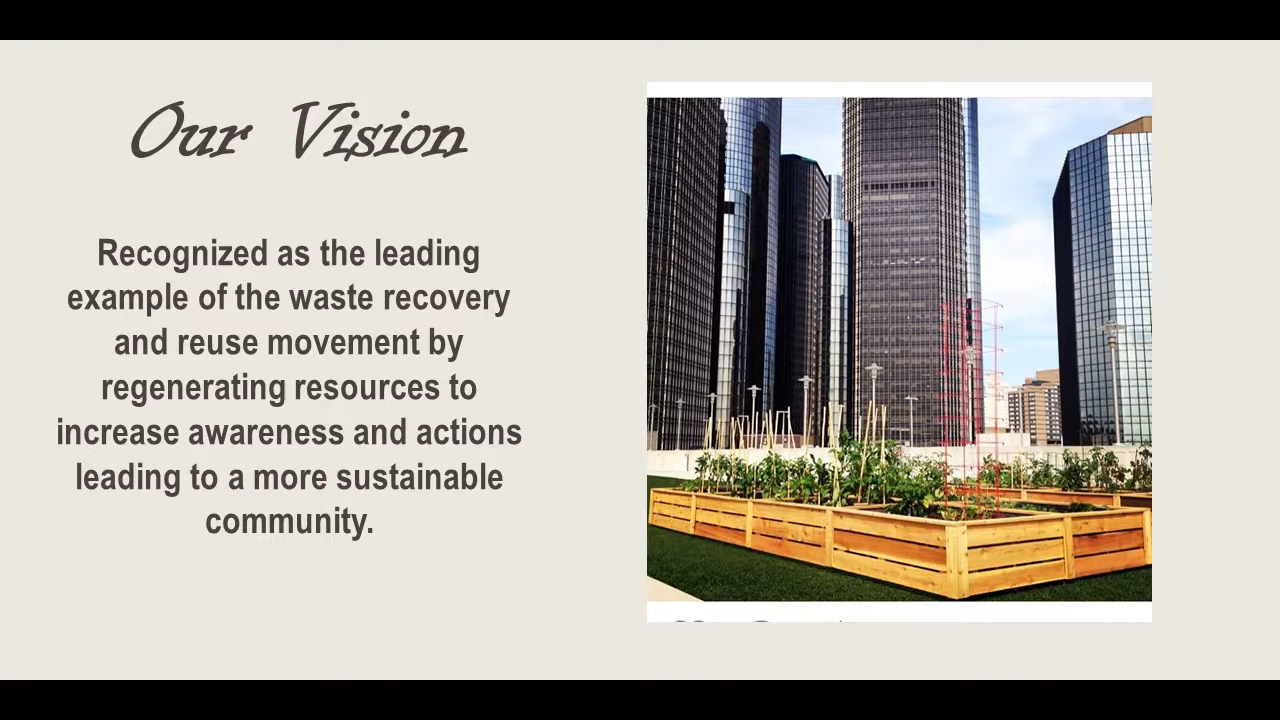 Our Vision
Recognized as the leading
example of the waste recovery
and reuse movement by
regenerating resources to
increase awareness and actions
leading to a more sustainable
community.